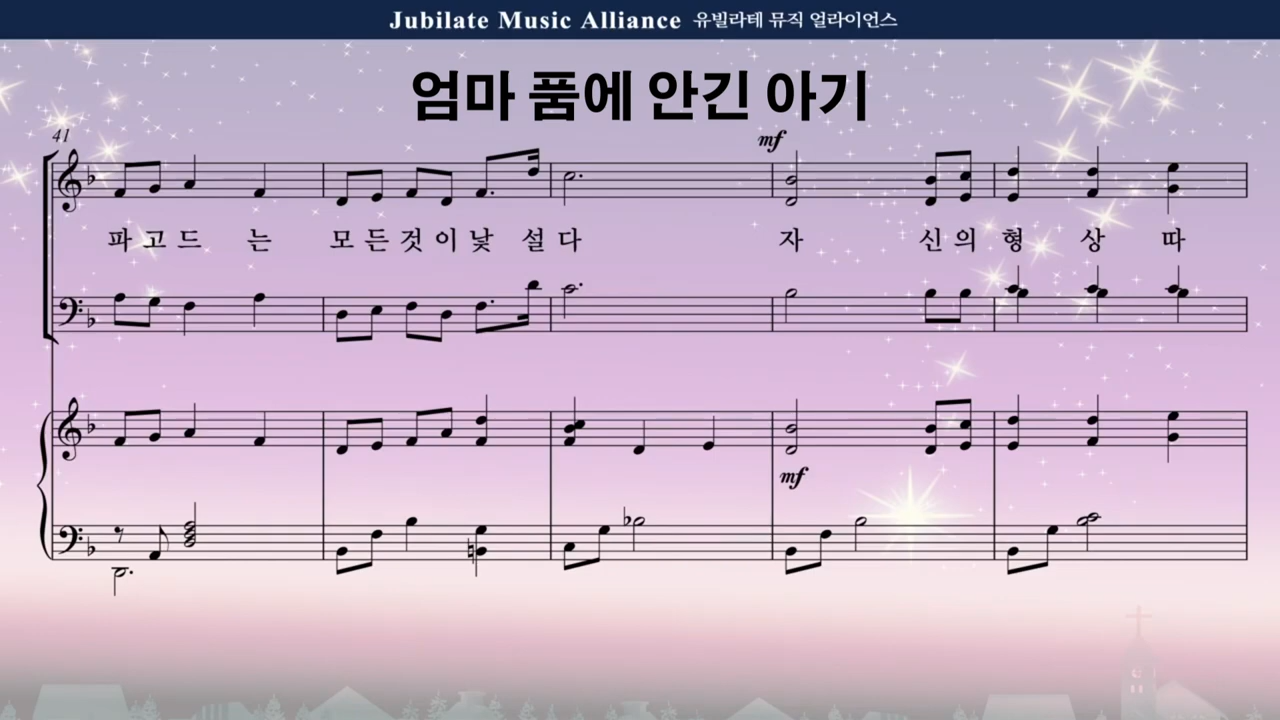 Jubilate Music Alliance 유빌라테 뮤직 얼라이언스
엄마 품에 안긴 아기
41
mf
파 고 드 는 모 든 것 이 낯 설 다 자 신 의 형 상 따
mf